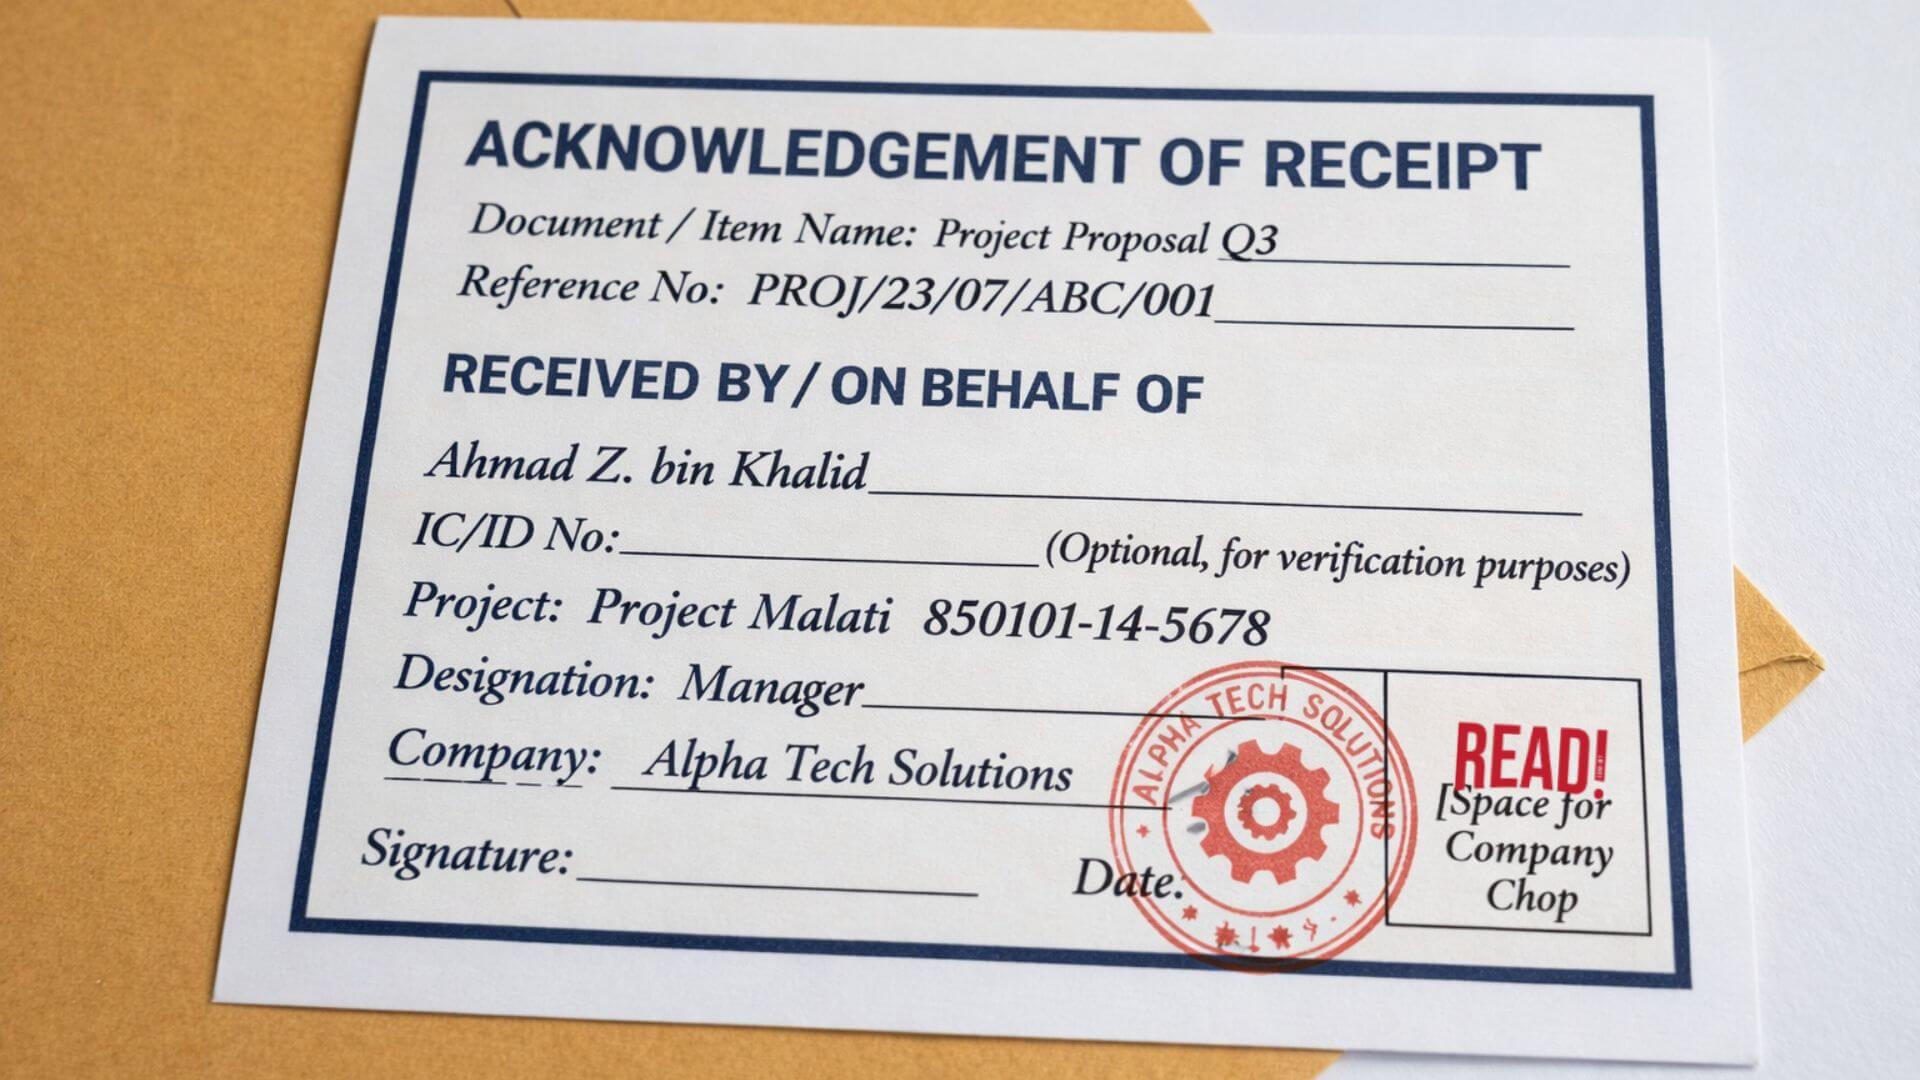 ACKNOWLEDGEMENT OF RECEIPT
Document / Item Name: Project Proposal Q3
Reference No: PROJ/23/07/ABC/001
RECEIVED BY / ON BEHALF OF
Ahmad Z. bin Khalid
IC/ID No: (Optional, for verification purposes)
Project: Project Malati 850101-14-5678
Designation: Manager
Company: Alpha Tech Solutions
Signature: Date:
ALPHA TECH SOLUTIONS
READ!
[Space for
Company
Chop